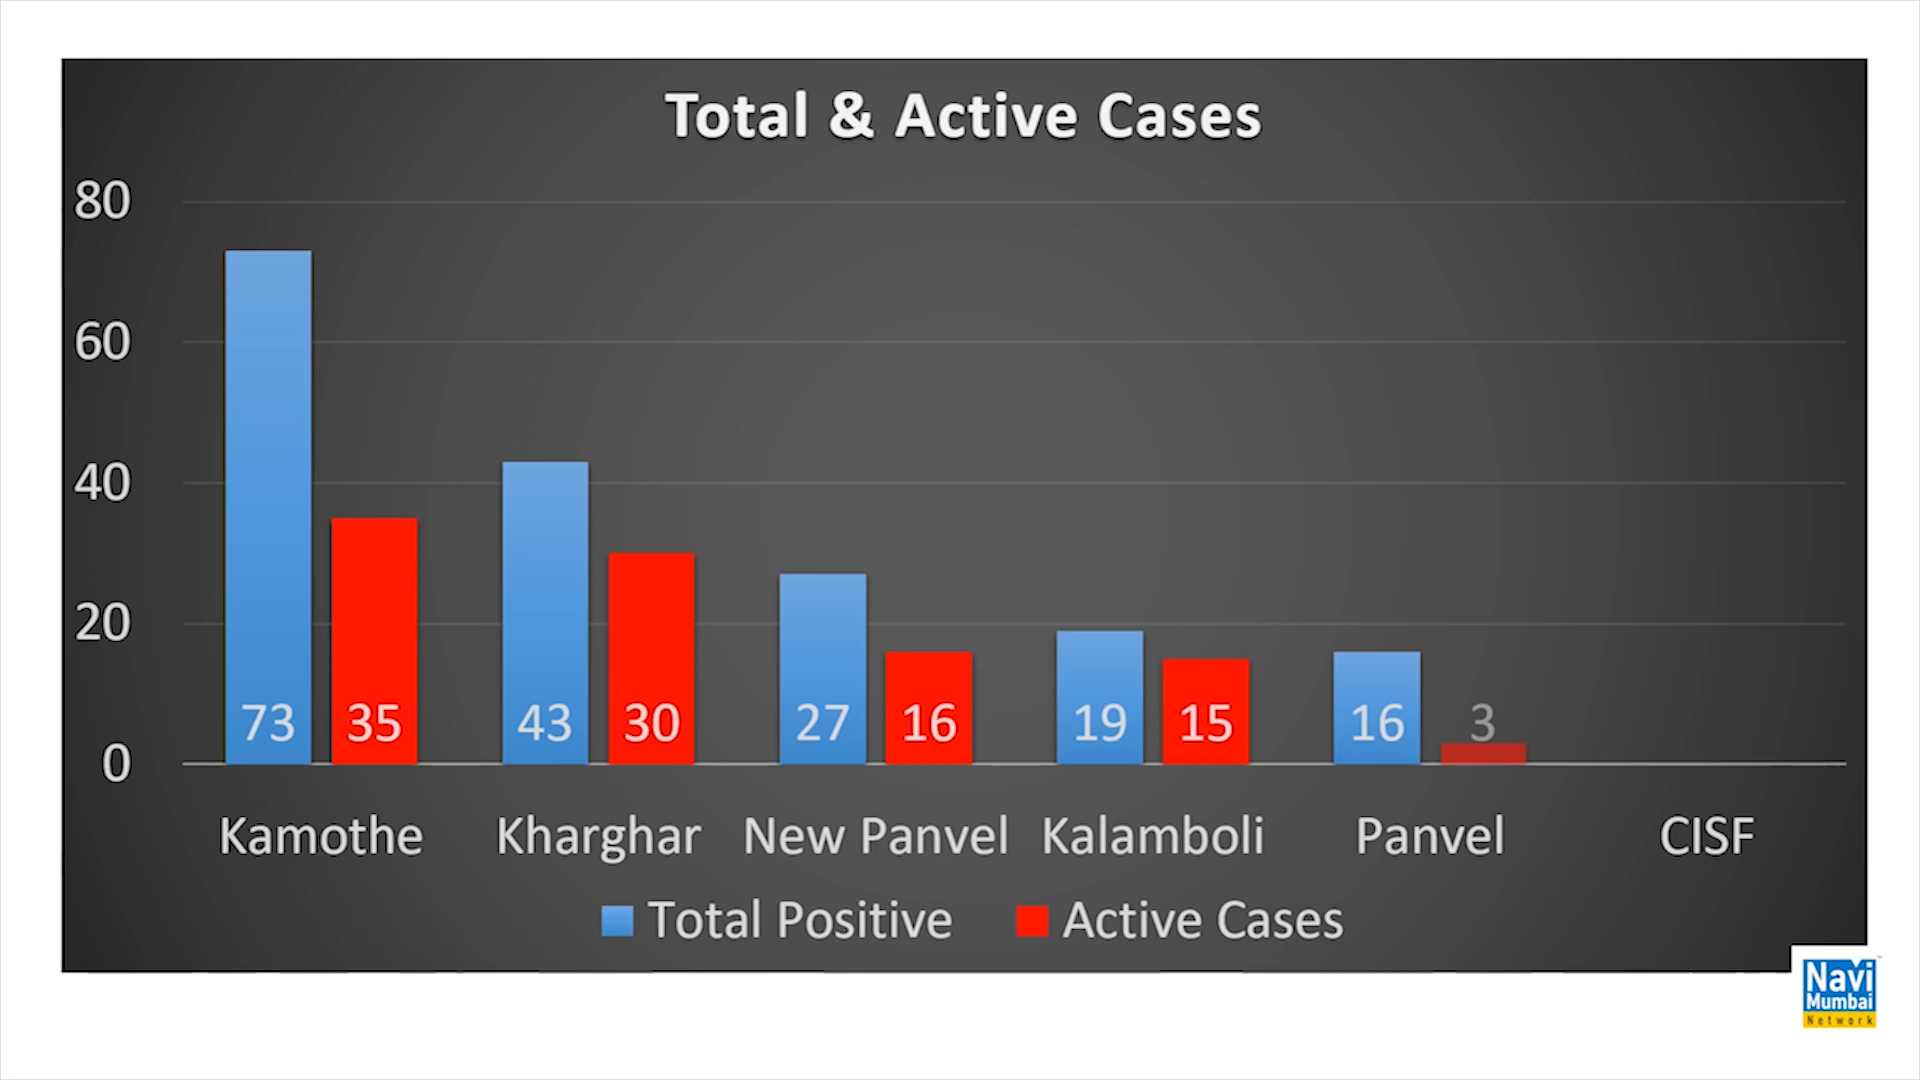 Total & Active Cases
80
60
40
20
0
73 35 43 30 27 16 19 15 16 3
Kamothe Kharghar New Panvel Kalamboli Panvel CISF
Total Positive Active Cases
Navi
Mumbai
Network